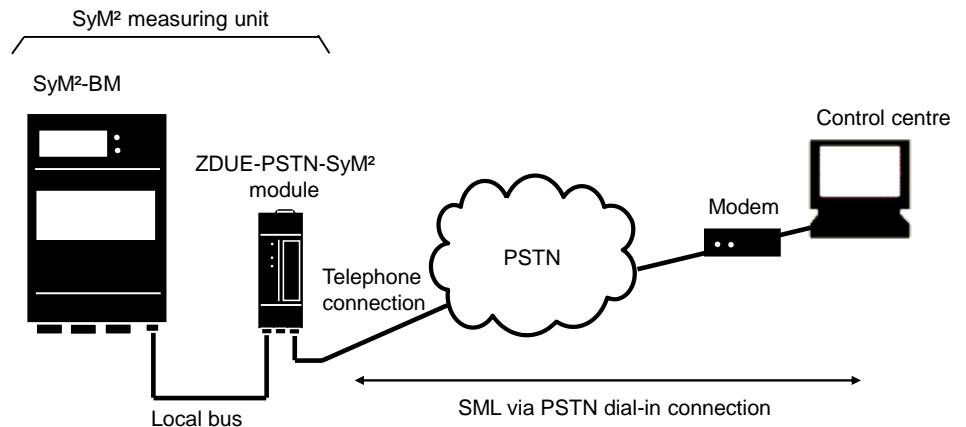 SyM² measuring unit
SyM²-BM
Control centre
ZDUE-PSTN-SyM²
module
Modem
PSTN
Telephone
connection
Local bus
SML via PSTN dial-in connection